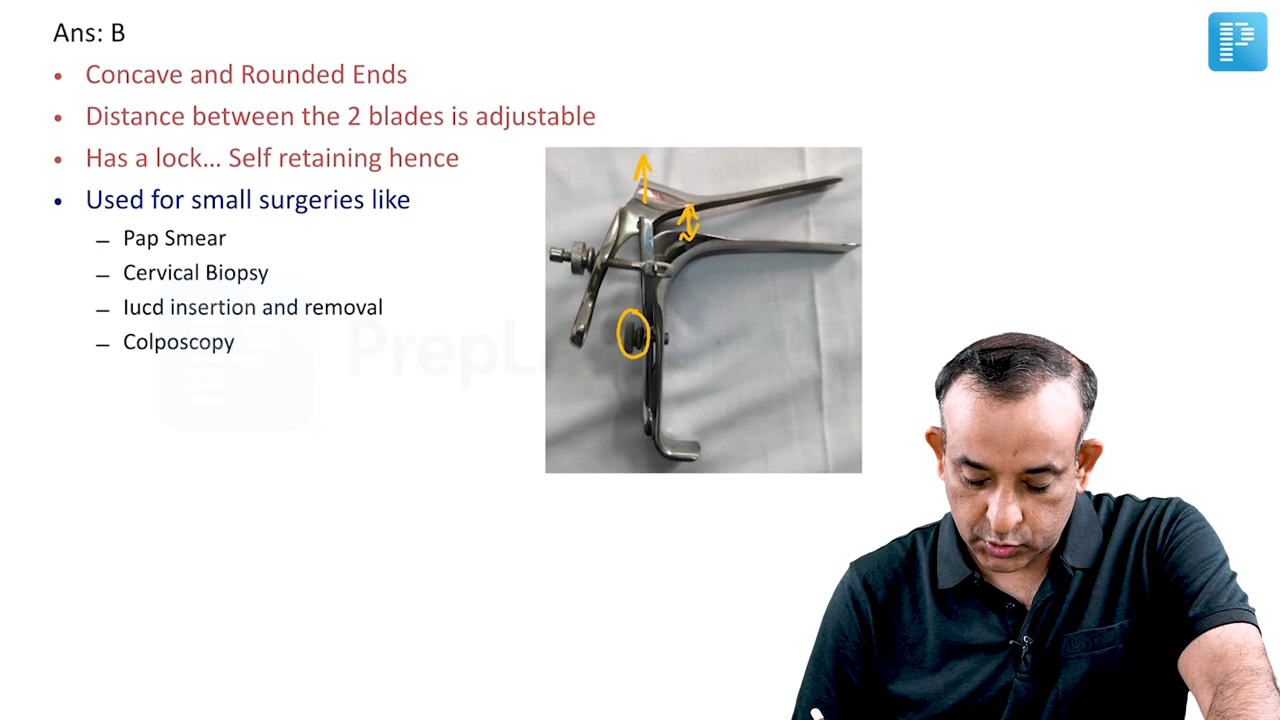 Ans: B
• Concave and Rounded Ends
• Distance between the 2 blades is adjustable
• Has a lock... Self retaining hence
• Used for small surgeries like
– Pap Smear
– Cervical Biopsy
– Iucd insertion and removal
– Colposcopy